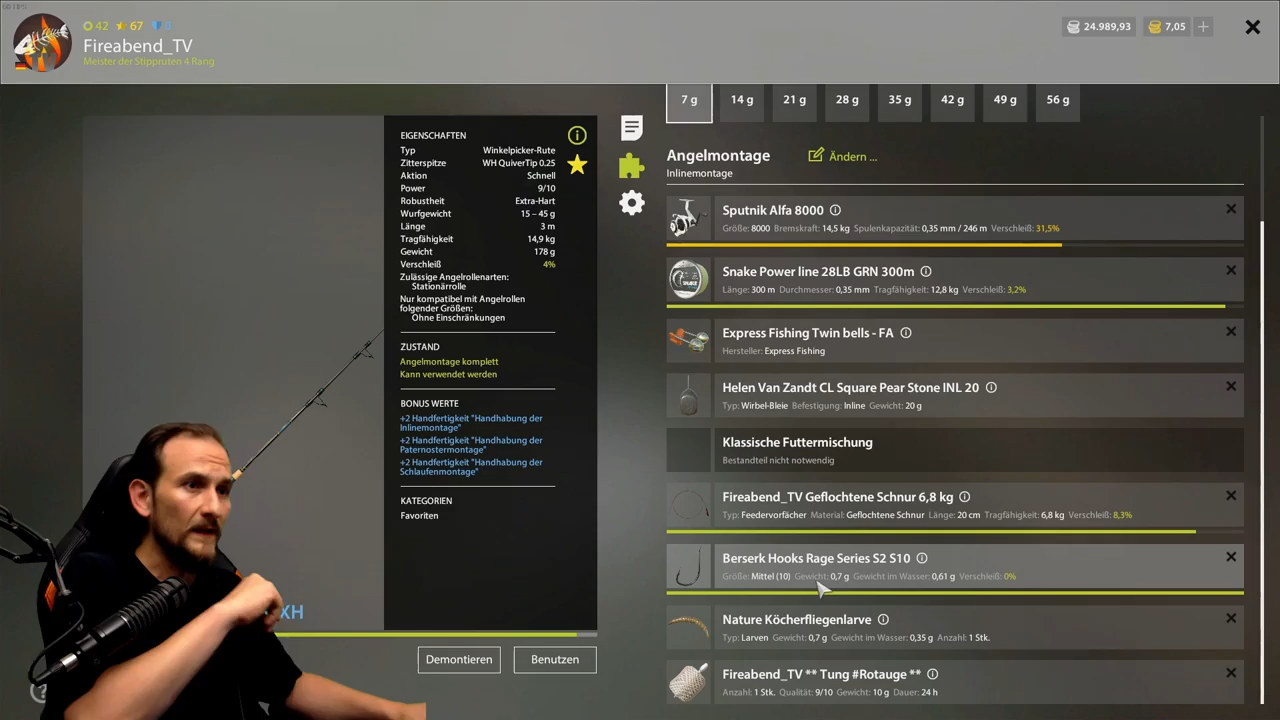 60 FPS
42 67 0
Fireabend_TV
Meister der Stippruten 4 Rang
24.989,93 7,05 +
7 g 14 g 21 g 28 g 35 g 42 g 49 g 56 g
EIGENSCHAFTEN
Typ Winkelpicker-Rute
Zitterspitze WH QuiverTip 0.25
Aktion Schnell
Power 9/10
Robustheit Extra-Hart
Wurfgewicht 15 – 45 g
Länge 3 m
Tragfähigkeit 14,9 kg
Gewicht 178 g
Verschleiß 4%
Zulässige Angelrollenarten:
Stationärrolle
Nur kompatibel mit Angelrollen
folgender Größen:
Ohne Einschränkungen
ZUSTAND
Angelmontage komplett
Kann verwendet werden
BONUS WERTE
+2 Handfertigkeit "Handhabung der
Inlinemontage"
+2 Handfertigkeit "Handhabung der
Paternostermontage"
+2 Handfertigkeit "Handhabung der
Schlaufenmontage"
KATEGORIEN
Favoriten
XH
Demontieren Benutzen
Angelmontage Ändern ...
Inlinemontage
Sputnik Alfa 8000
Größe: 8000 Bremskraft: 14,5 kg Spulenkapazität: 0,35 mm / 246 m Verschleiß: 31,5%
Snake Power line 28LB GRN 300m
Länge: 300 m Durchmesser: 0,35 mm Tragfähigkeit: 12,8 kg Verschleiß: 3,2%
Express Fishing Twin bells - FA
Hersteller: Express Fishing
Helen Van Zandt CL Square Pear Stone INL 20
Typ: Wirbel-Bleie Befestigung: Inline Gewicht: 20 g
Klassische Futtermischung
Bestandteil nicht notwendig
Fireabend_TV Geflochtene Schnur 6,8 kg
Typ: Feedervorfächer Material: Geflochtene Schnur Länge: 20 cm Tragfähigkeit: 6,8 kg Verschleiß: 8,3%
Berserk Hooks Rage Series S2 S10
Größe: Mittel (10) Gewicht: 0,7 g Gewicht im Wasser: 0,61 g Verschleiß: 0%
Nature Köcherfliegenlarve
Typ: Larven Gewicht: 0,7 g Gewicht im Wasser: 0,35 g Anzahl: 1 Stk.
Fireabend_TV ** Tung #Rotauge **
Anzahl: 1 Stk. Qualität: 9/10 Gewicht: 10 g Dauer: 24 h